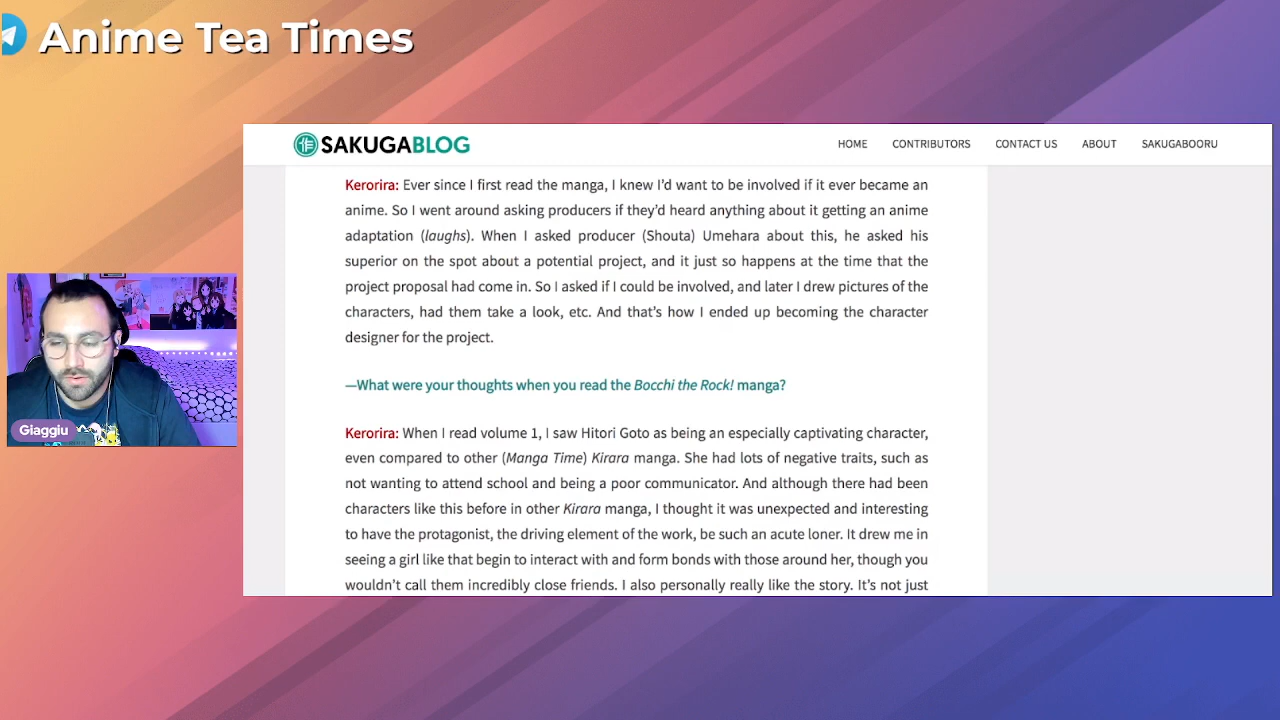 Anime Tea Times
SAKUGABLOG
HOME CONTRIBUTORS CONTACT US ABOUT SAKUGABOORU
Kerorira: Ever since I first read the manga, I knew I’d want to be involved if it ever became an
anime. So I went around asking producers if they’d heard anything about it getting an anime
adaptation (laughs). When I asked producer (Shouta) Umehara about this, he asked his
superior on the spot about a potential project, and it just so happens at the time that the
project proposal had come in. So I asked if I could be involved, and later I drew pictures of the
characters, had them take a look, etc. And that’s how I ended up becoming the character
designer for the project.
—What were your thoughts when you read the Bocchi the Rock! manga?
Kerorira: When I read volume 1, I saw Hitori Goto as being an especially captivating character,
even compared to other (Manga Time) Kirara manga. She had lots of negative traits, such as
not wanting to attend school and being a poor communicator. And although there had been
characters like this before in other Kirara manga, I thought it was unexpected and interesting
to have the protagonist, the driving element of the work, be such an acute loner. It drew me in
seeing a girl like that begin to interact with and form bonds with those around her, though you
wouldn’t call them incredibly close friends. I also personally really like the story. It’s not just
Giaggiu